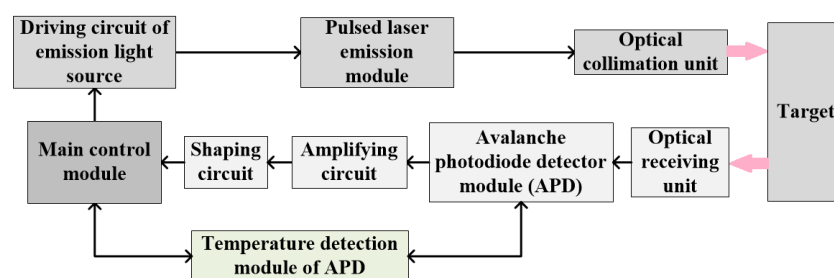 Driving circuit of
emission light
source
Pulsed laser
emission
module
Optical
collimation unit
Target
Main control
module
Shaping
circuit
Amplifying
circuit
Avalanche
photodiode detector
module (APD)
Optical
receiving
unit
Temperature detection
module of APD